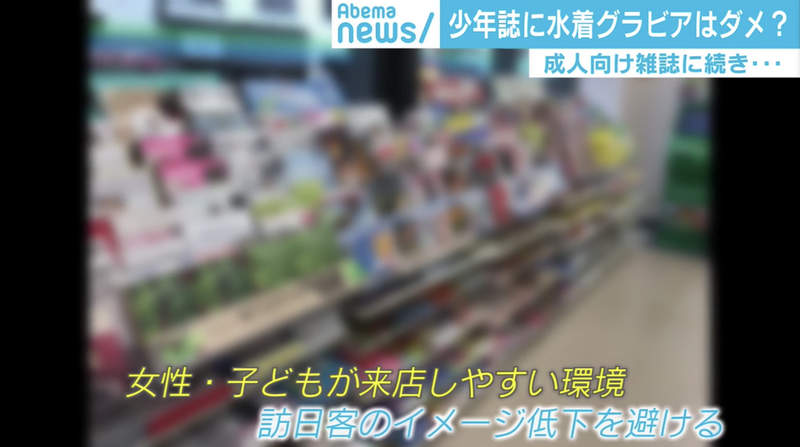 Abema
news/
少年誌に水着グラビアはダメ？
成人向け雑誌に続き・・・
女性・子どもが来店しやすい環境
訪日客のイメージ低下を避ける